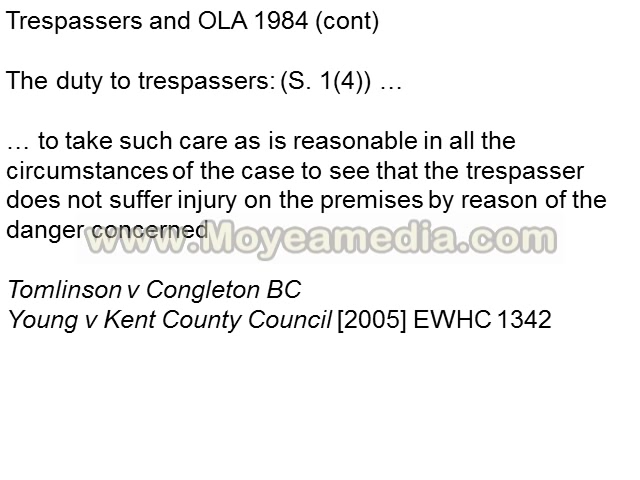 Trespassers and OLA 1984 (cont)
The duty to trespassers: (S. 1(4)) …
… to take such care as is reasonable in all the
circumstances of the case to see that the trespasser
does not suffer injury on the premises by reason of the
danger concerned
www.Moyeamedia.com
Tomlinson v Congleton BC
Young v Kent County Council [2005] EWHC 1342